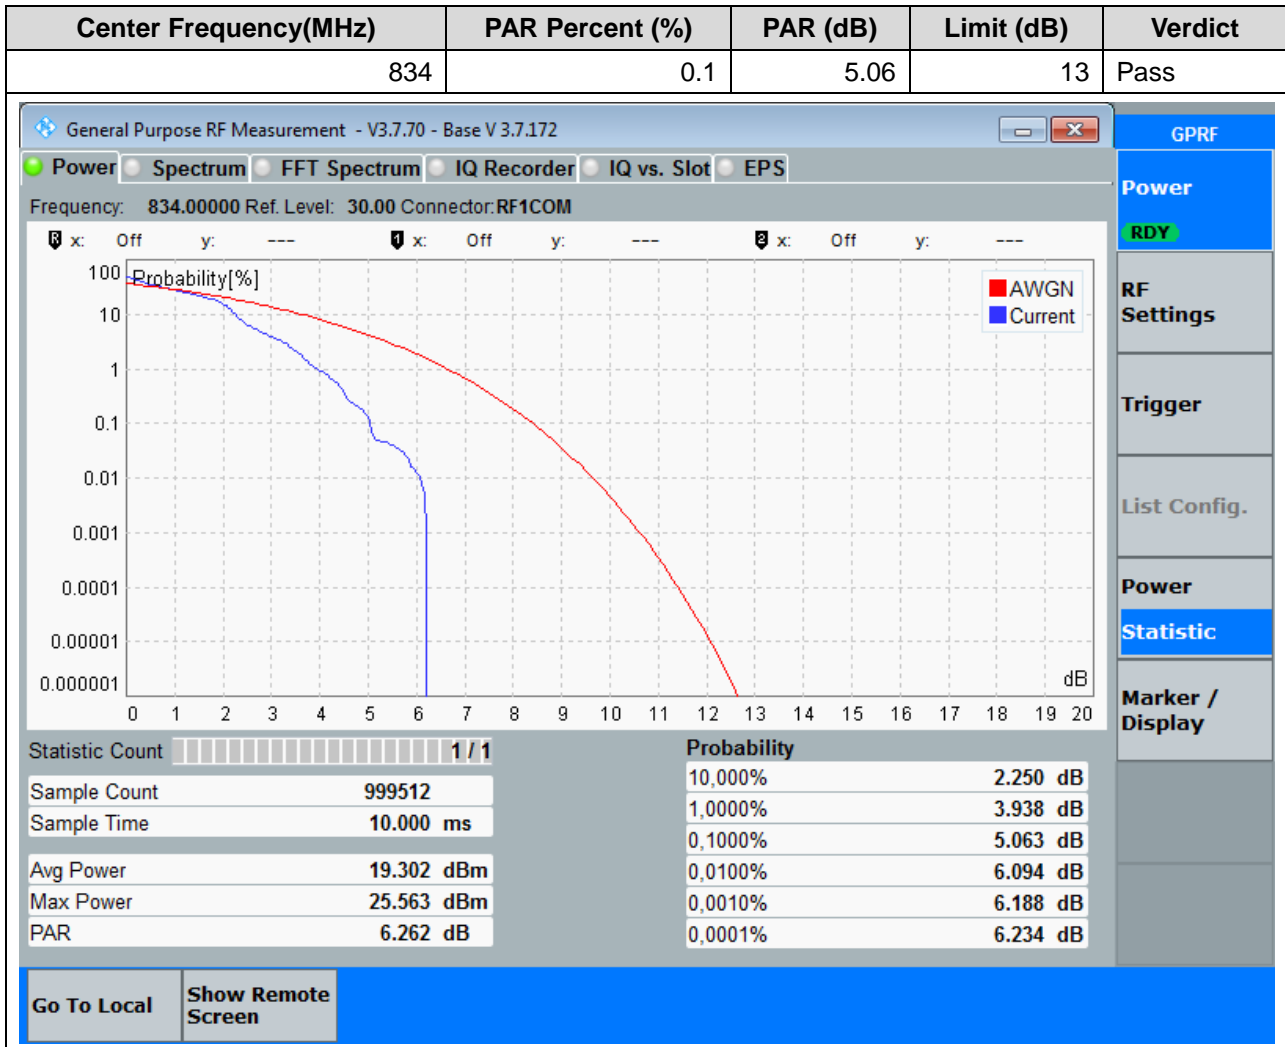 Center Frequency(MHz) PAR Percent (%) PAR (dB) Limit (dB) Verdict
834 0.1 5.06 13 Pass
General Purpose RF Measurement - V3.7.70 - Base V 3.7.172
GPRF
Power Spectrum FFT Spectrum IQ Recorder IQ vs. Slot EPS
Frequency: 834.00000 Ref. Level: 30.00 Connector: RF1COM
R x: Off y: --- 1 x: Off y: --- 2 x: Off y: ---
Probability[%]
100
10
1
0.1
0.01
0.001
0.0001
0.00001
0.000001
AWGN
Current
dB
0 1 2 3 4 5 6 7 8 9 10 11 12 13 14 15 16 17 18 19 20
Statistic Count 1 / 1
Sample Count 999512
Sample Time 10.000 ms
Avg Power 19.302 dBm
Max Power 25.563 dBm
PAR 6.262 dB
Probability
10,000% 2.250 dB
1,0000% 3.938 dB
0,1000% 5.063 dB
0,0100% 6.094 dB
0,0010% 6.188 dB
0,0001% 6.234 dB
Power
RDY
RF
Settings
Trigger
List Config.
Power
Statistic
Marker /
Display
Go To Local
Show Remote
Screen